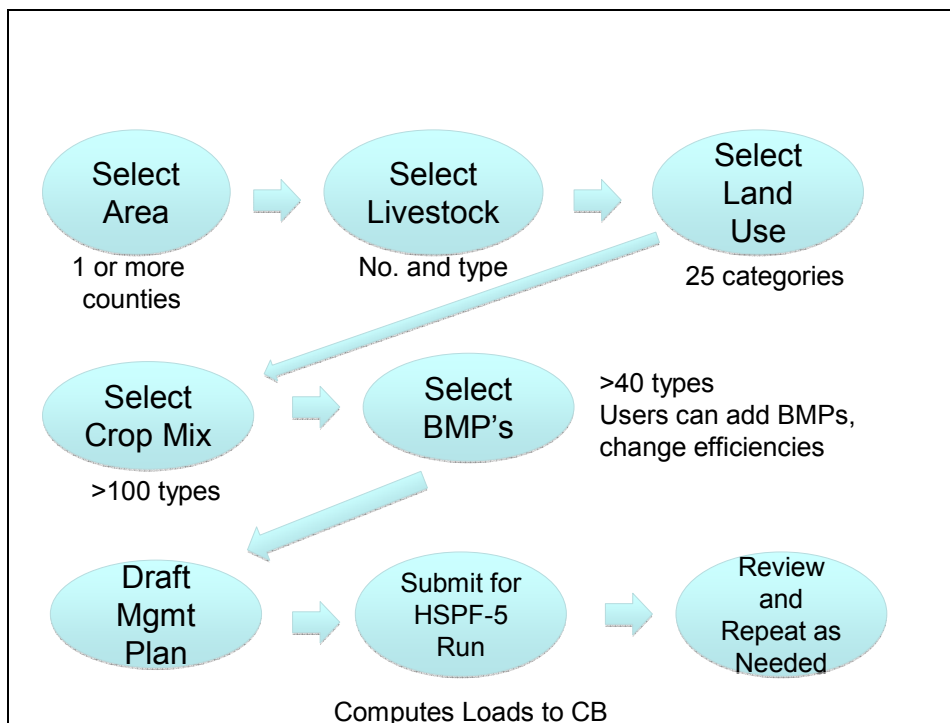 Select
Area
1 or more
counties
Select
Livestock
No. and type
Select
Land
Use
25 categories
Select
Crop Mix
>100 types
Select
BMP's
>40 types
Users can add BMPs,
change efficiencies
Draft
Mgmt
Plan
Submit for
HSPF-5
Run
Computes Loads to CB
Review
and
Repeat as
Needed